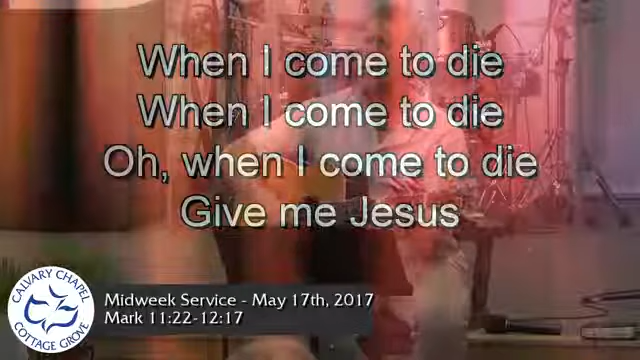 When I come to die
When I come to die
Oh, when I come to die
Give me Jesus
CALVARY CHAPEL
COTTAGE GROVE
Midweek Service - May 17th, 2017
Mark 11:22-12:17